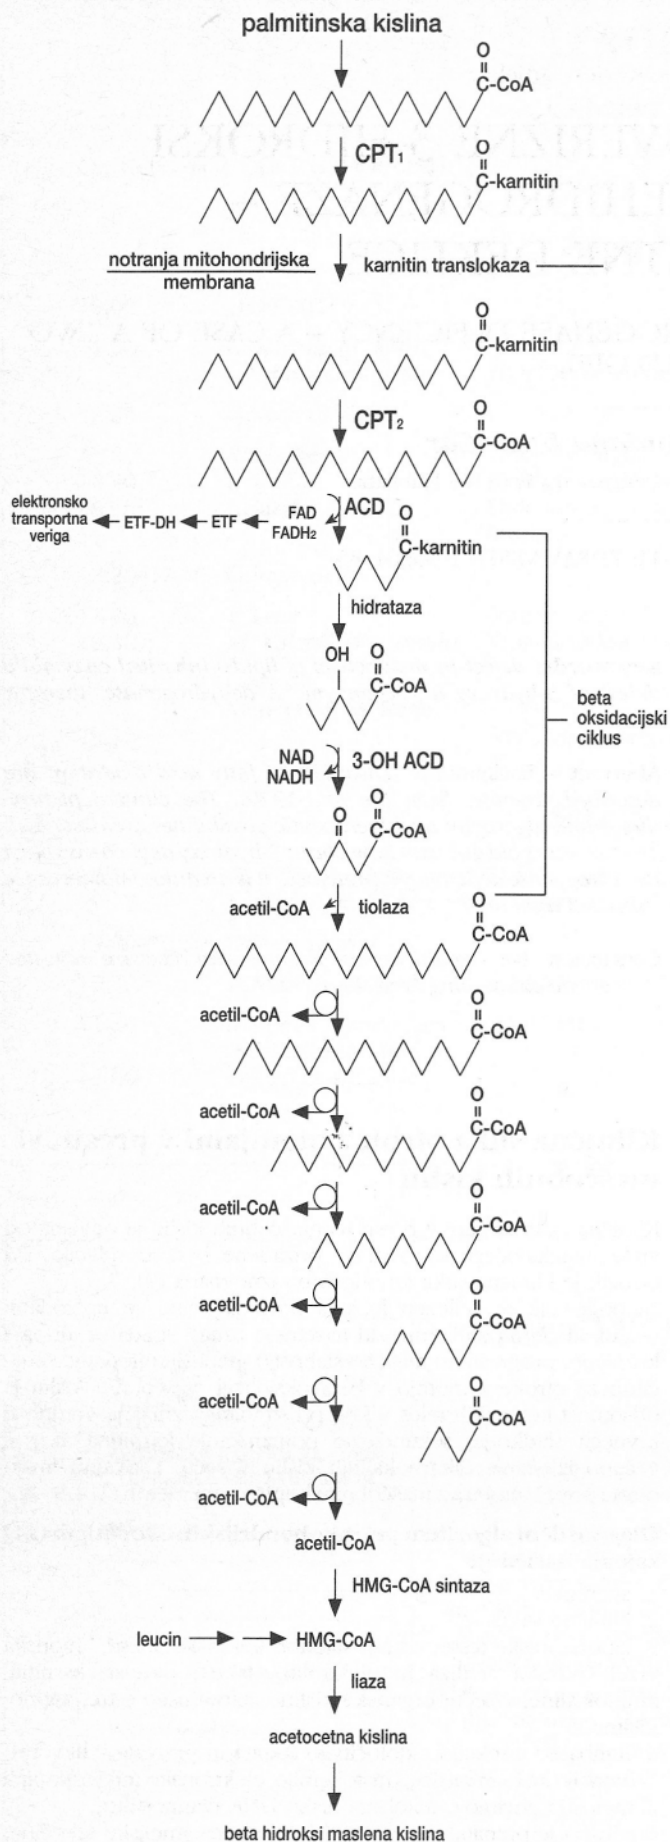 palmitinska kislina
O
C-CoA
CPT1
O
C-karnitin
notranja mitohondrijska
membrana
karnitin translokaza
O
C-karnitin
CPT2
O
C-CoA
elektronsko
transportna
veriga
ETF-DH
ETF
FAD
FADH2
ACD
O
C-karnitin
hidrataza
OH
O
C-CoA
beta
oksidacijski
ciklus
NAD
NADH
3-OH ACD
O
O
C-CoA
acetil-CoA
tiolaza
O
C-CoA
acetil-CoA
O
C-CoA
acetil-CoA
O
C-CoA
acetil-CoA
O
C-CoA
acetil-CoA
O
C-CoA
acetil-CoA
O
C-CoA
acetil-CoA
acetil-CoA
HMG-CoA sintaza
leucin
HMG-CoA
liaza
acetocetna kislina
beta hidroksi maslena kislina